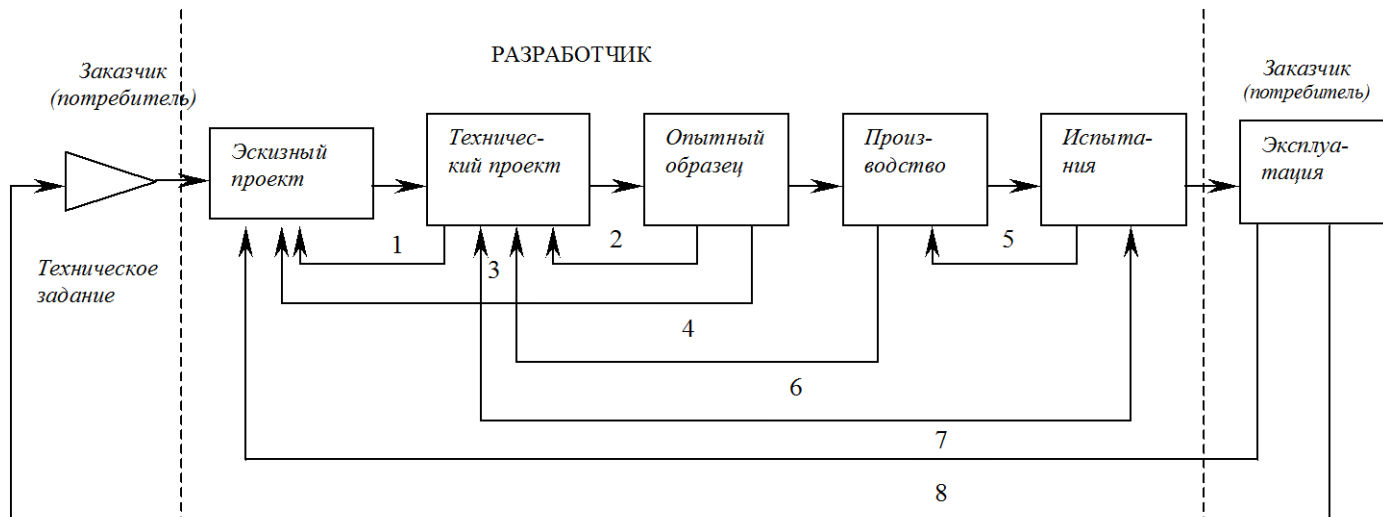 РАЗРАБОТЧИК
Заказчик
(потребитель)
Заказчик
(потребитель)
Эскизный
проект
Техничес-
кий проект
Опытный
образец
Произ-
водство
Испыта-
ния
Эксплуа-
тация
1
2
3
5
Техническое
задание
4
6
7
8